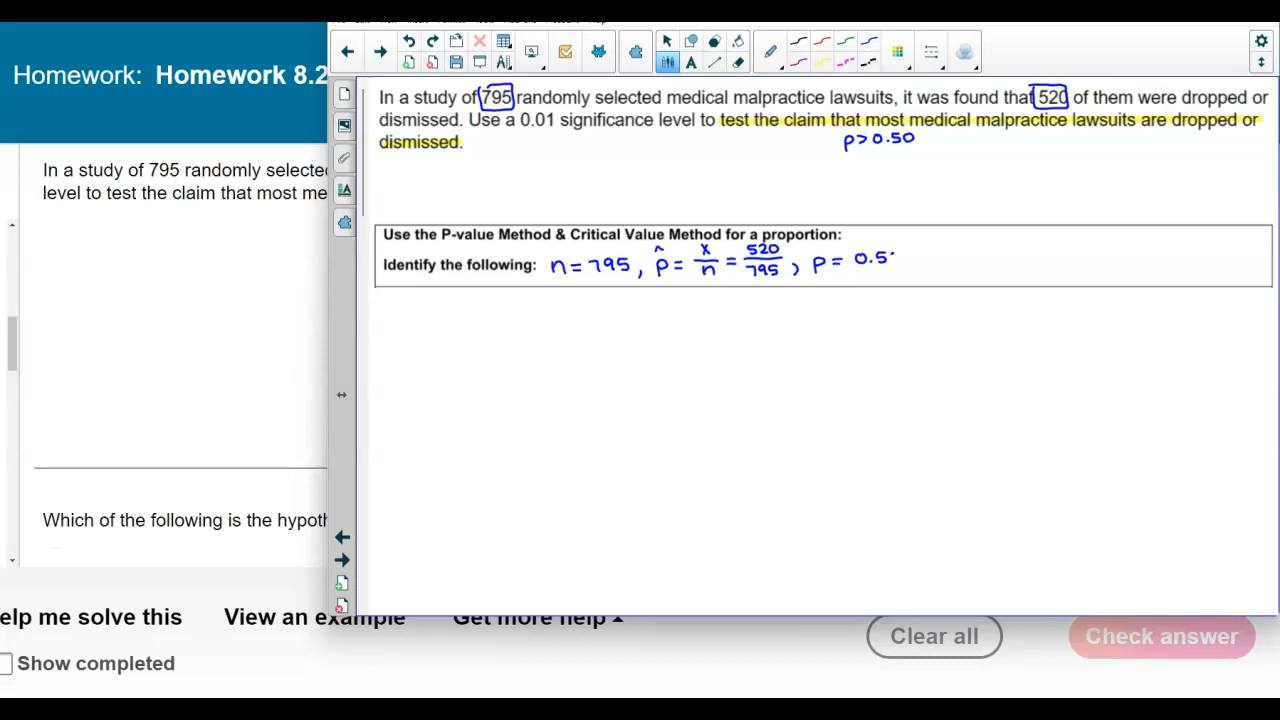 Homework: Homework 8.2
In a study of 795 randomly selected
level to test the claim that most me
Which of the following is the hypoth
In a study of 795 randomly selected medical malpractice lawsuits, it was found that 520 of them were dropped or
dismissed. Use a 0.01 significance level to test the claim that most medical malpractice lawsuits are dropped or
dismissed.
p > 0.50
Use the P-value Method & Critical Value Method for a proportion:
Identify the following: n = 795, p̂ = x/n = 520/795, p = 0.5
elp me solve this
View an example
Get more help
Clear all
Check answer
Show completed